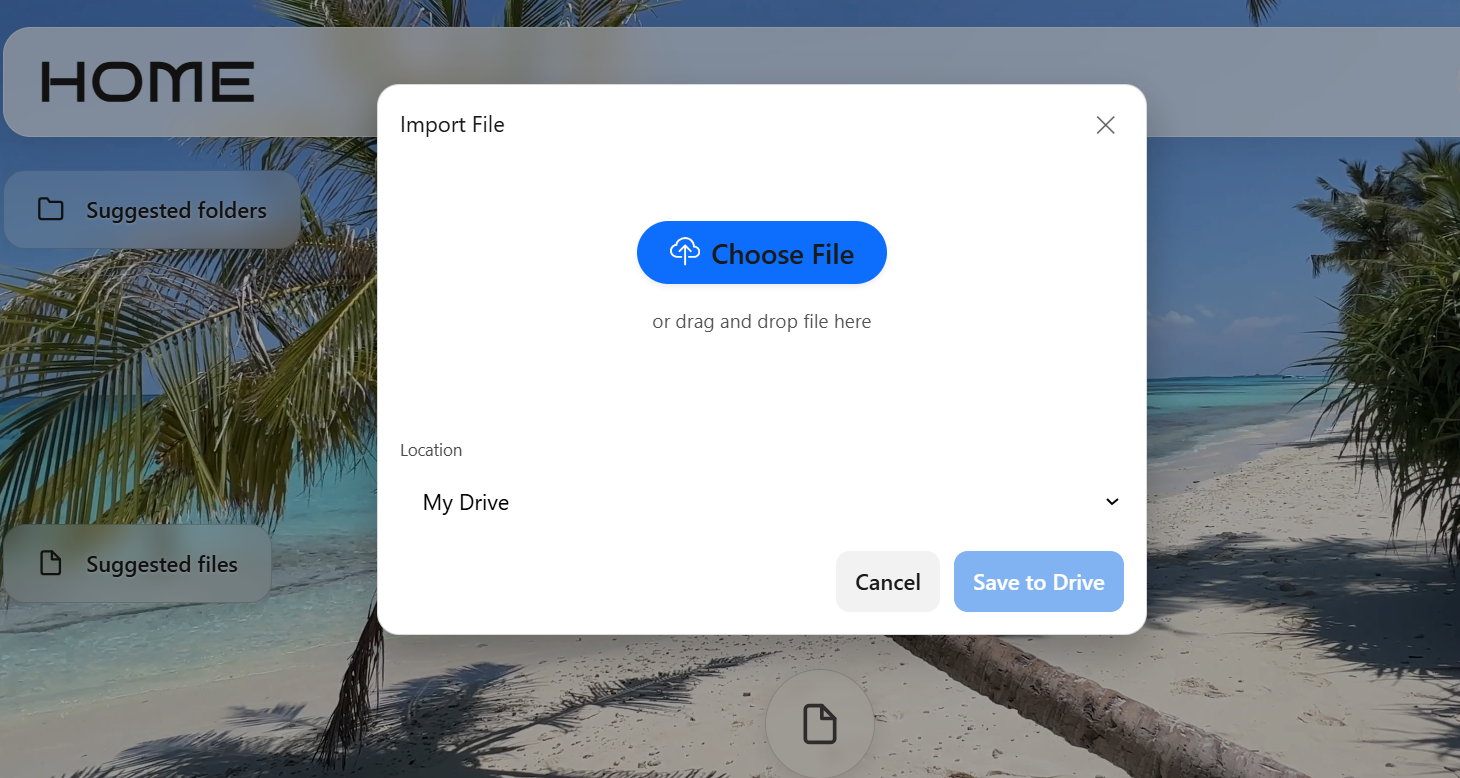 HOME
Import File
Suggested folders
Choose File
or drag and drop file here
Location
My Drive
Suggested files
Cancel
Save to Drive